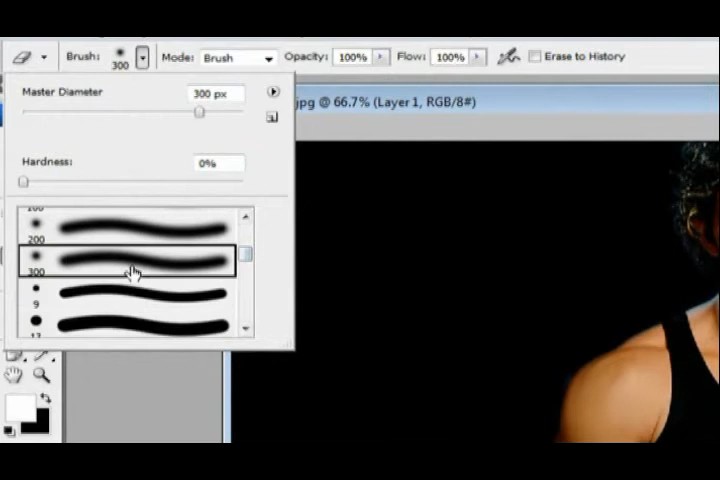 Brush: 300 Mode: Brush Opacity: 100% Flow: 100% Erase to History
Master Diameter 300 px
jpg @ 66.7% (Layer 1, RGB/8#)
Hardness: 0%
200
300
9